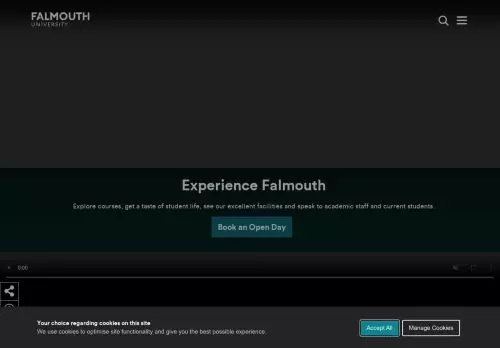 FALMOUTH
UNIVERSITY
Experience Falmouth
Explore courses, get a taste of student life, see our excellent facilities and speak to academic staff and current students.
Book an Open Day
0:00
Your choice regarding cookies on this site
We use cookies to optimise site functionality and give you the best possible experience.
Accept All
Manage Cookies